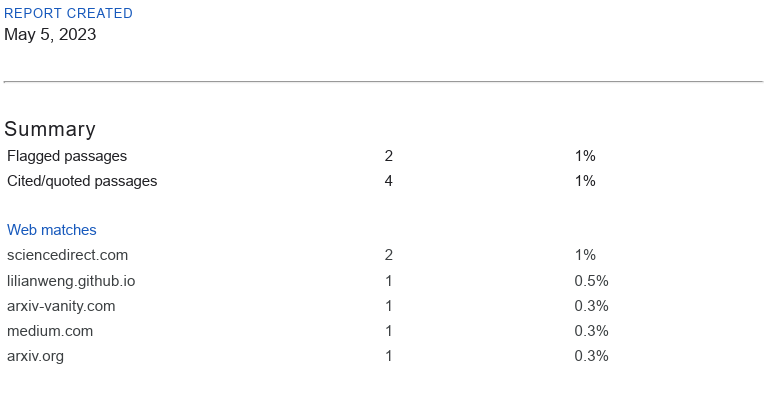 REPORT CREATED
May 5, 2023
Summary
Flagged passages 2 1%
Cited/quoted passages 4 1%
Web matches
sciencedirect.com 2 1%
lilianweng.github.io 1 0.5%
arxiv-vanity.com 1 0.3%
medium.com 1 0.3%
arxiv.org 1 0.3%